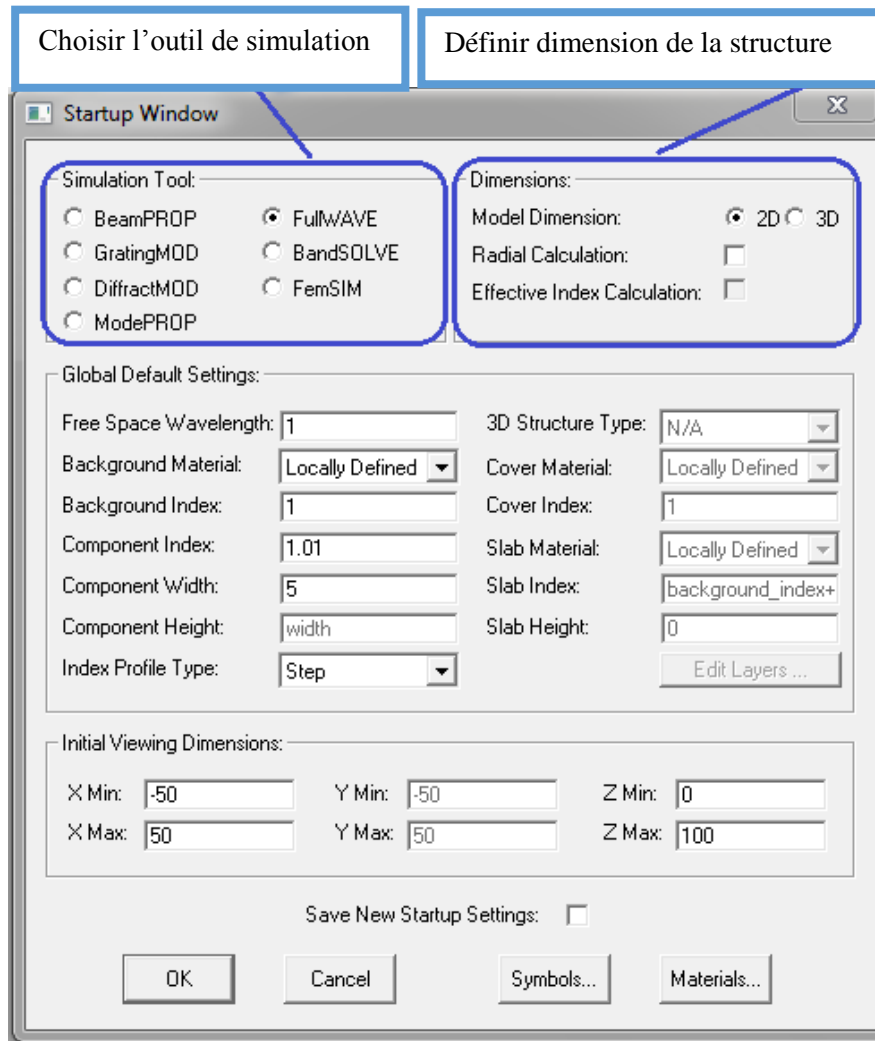 Choisir l’outil de simulation
Définir dimension de la structure
Startup Window
Simulation Tool:
BeamPROP
FullWAVE
GratingMOD
BandSOLVE
DiffractMOD
FemSIM
ModePROP
Dimensions:
Model Dimension: 2D 3D
Radial Calculation:
Effective Index Calculation:
Global Default Settings:
Free Space Wavelength: 1
3D Structure Type: N/A
Background Material: Locally Defined
Cover Material: Locally Defined
Background Index: 1
Cover Index: 1
Component Index: 1.01
Slab Material: Locally Defined
Component Width: 5
Slab Index: background_index+
Component Height: width
Slab Height: 0
Index Profile Type: Step
Edit Layers ...
Initial Viewing Dimensions:
X Min: -50
Y Min: -50
Z Min: 0
X Max: 50
Y Max: 50
Z Max: 100
Save New Startup Settings:
OK
Cancel
Symbols...
Materials...